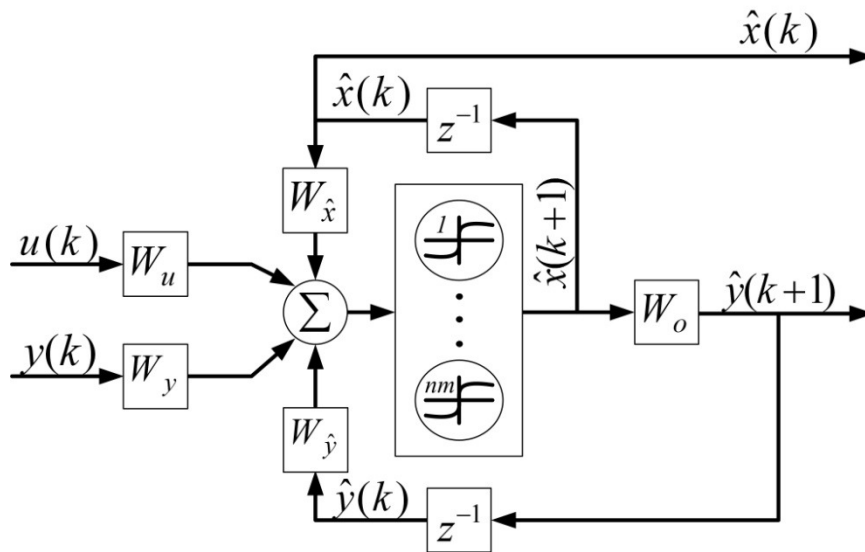 x̂(k)
x̂(k)
z⁻¹
W_x̂
1
x̂(k+1)
u(k)
W_u
Σ
W_o
ŷ(k+1)
y(k)
W_y
nm
W_ŷ
ŷ(k)
z⁻¹